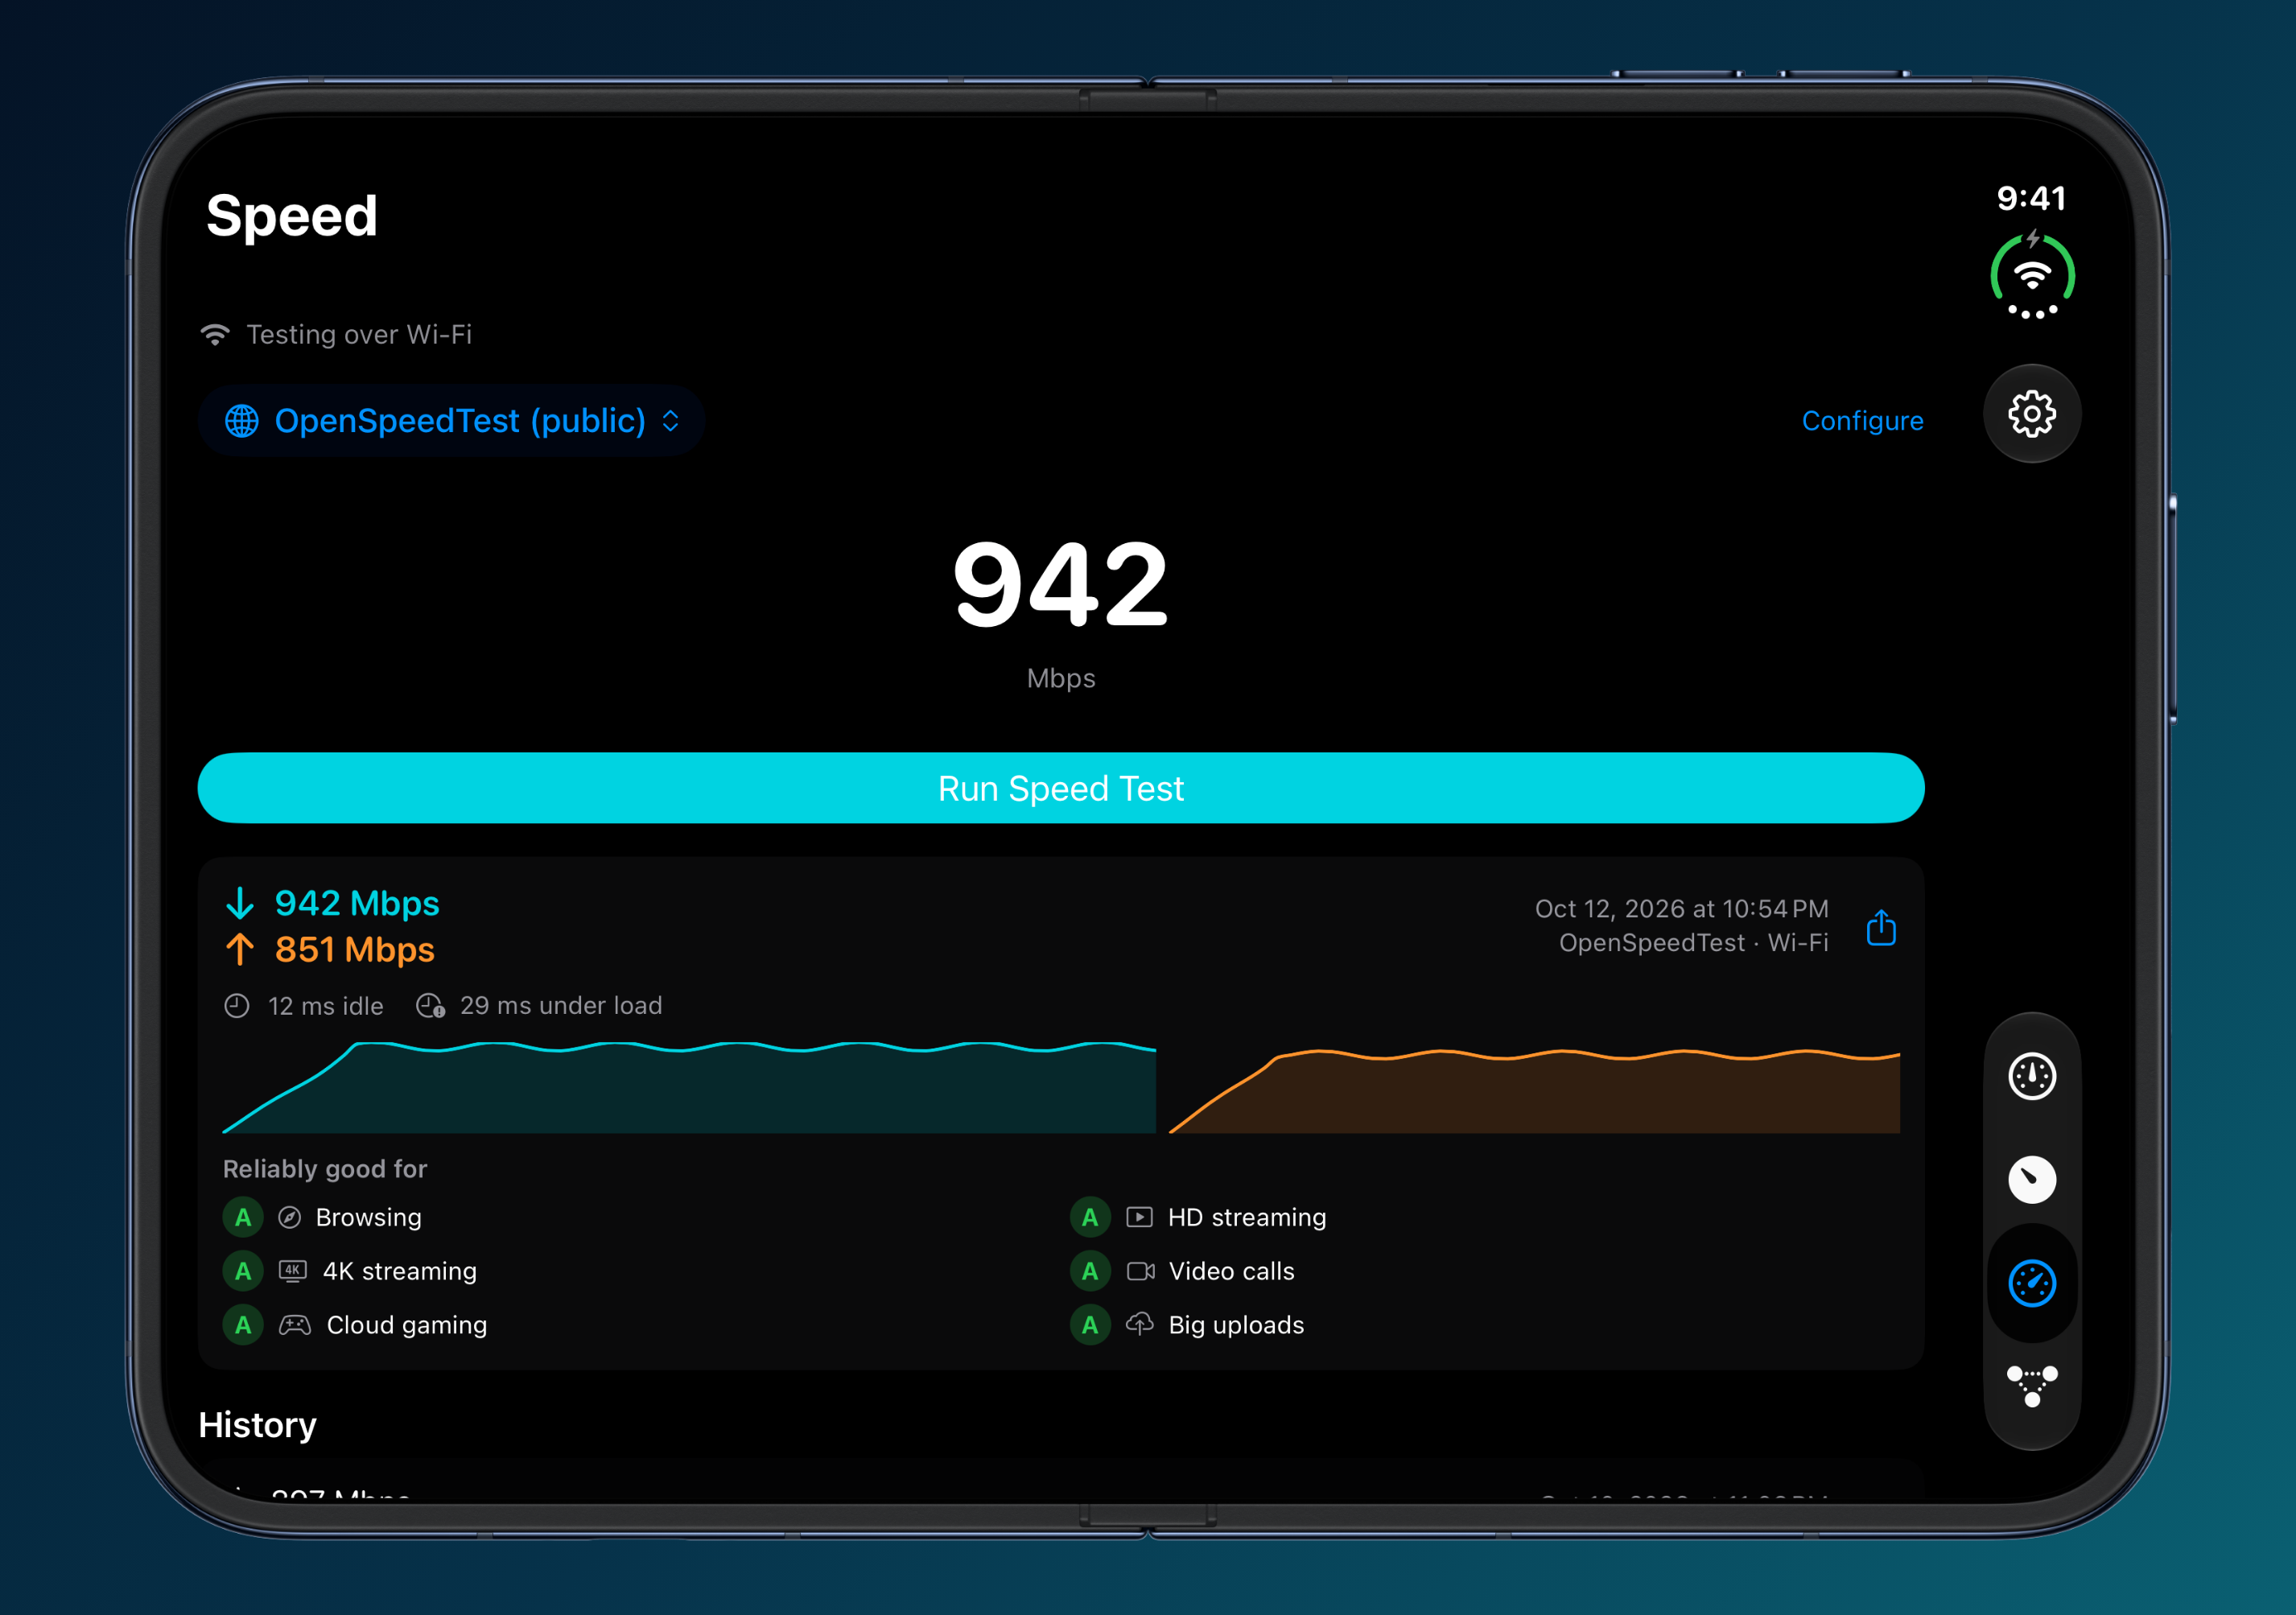 Speed
9:41
Testing over Wi-Fi
OpenSpeedTest (public)
Configure
942
Mbps
Run Speed Test
942 Mbps
851 Mbps
Oct 12, 2026 at 10:54 PM
OpenSpeedTest · Wi-Fi
12 ms idle
29 ms under load
Reliably good for
A Browsing
A HD streaming
A 4K 4K streaming
A Video calls
A Cloud gaming
A Big uploads
History